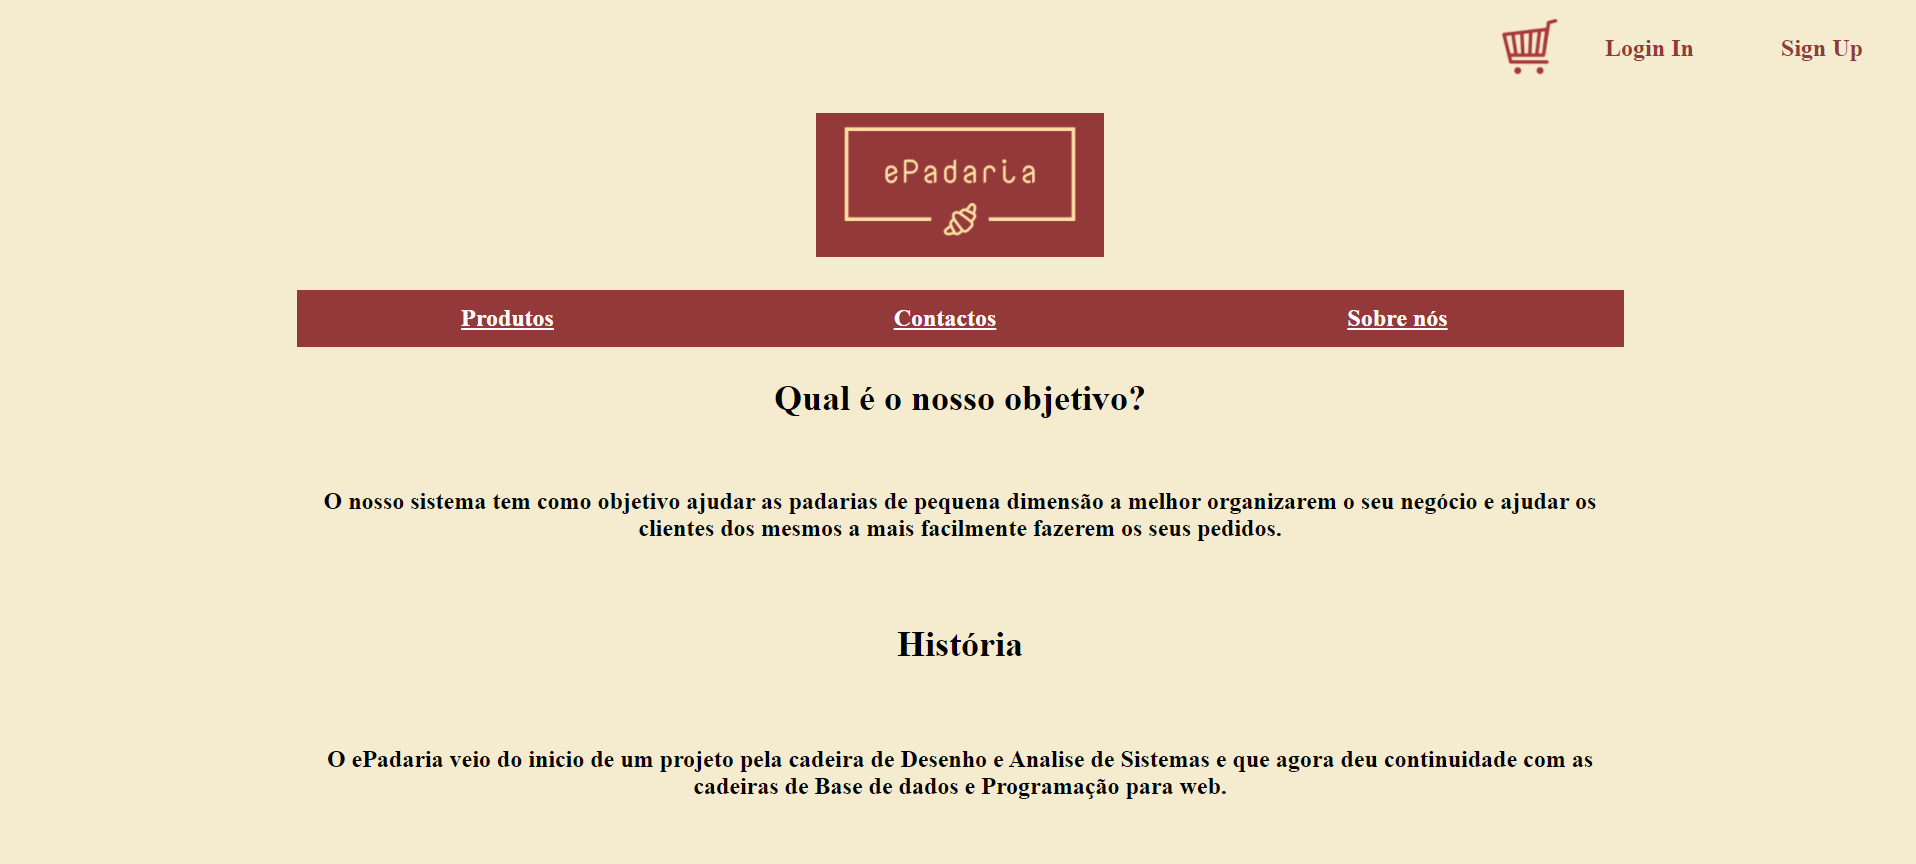 Login In
Sign Up
ePadaria
Produtos
Contactos
Sobre nós
Qual é o nosso objetivo?
O nosso sistema tem como objetivo ajudar as padarias de pequena dimensão a melhor organizarem o seu negócio e ajudar os
clientes dos mesmos a mais facilmente fazerem os seus pedidos.
História
O ePadaria veio do inicio de um projeto pela cadeira de Desenho e Analise de Sistemas e que agora deu continuidade com as
cadeiras de Base de dados e Programação para web.